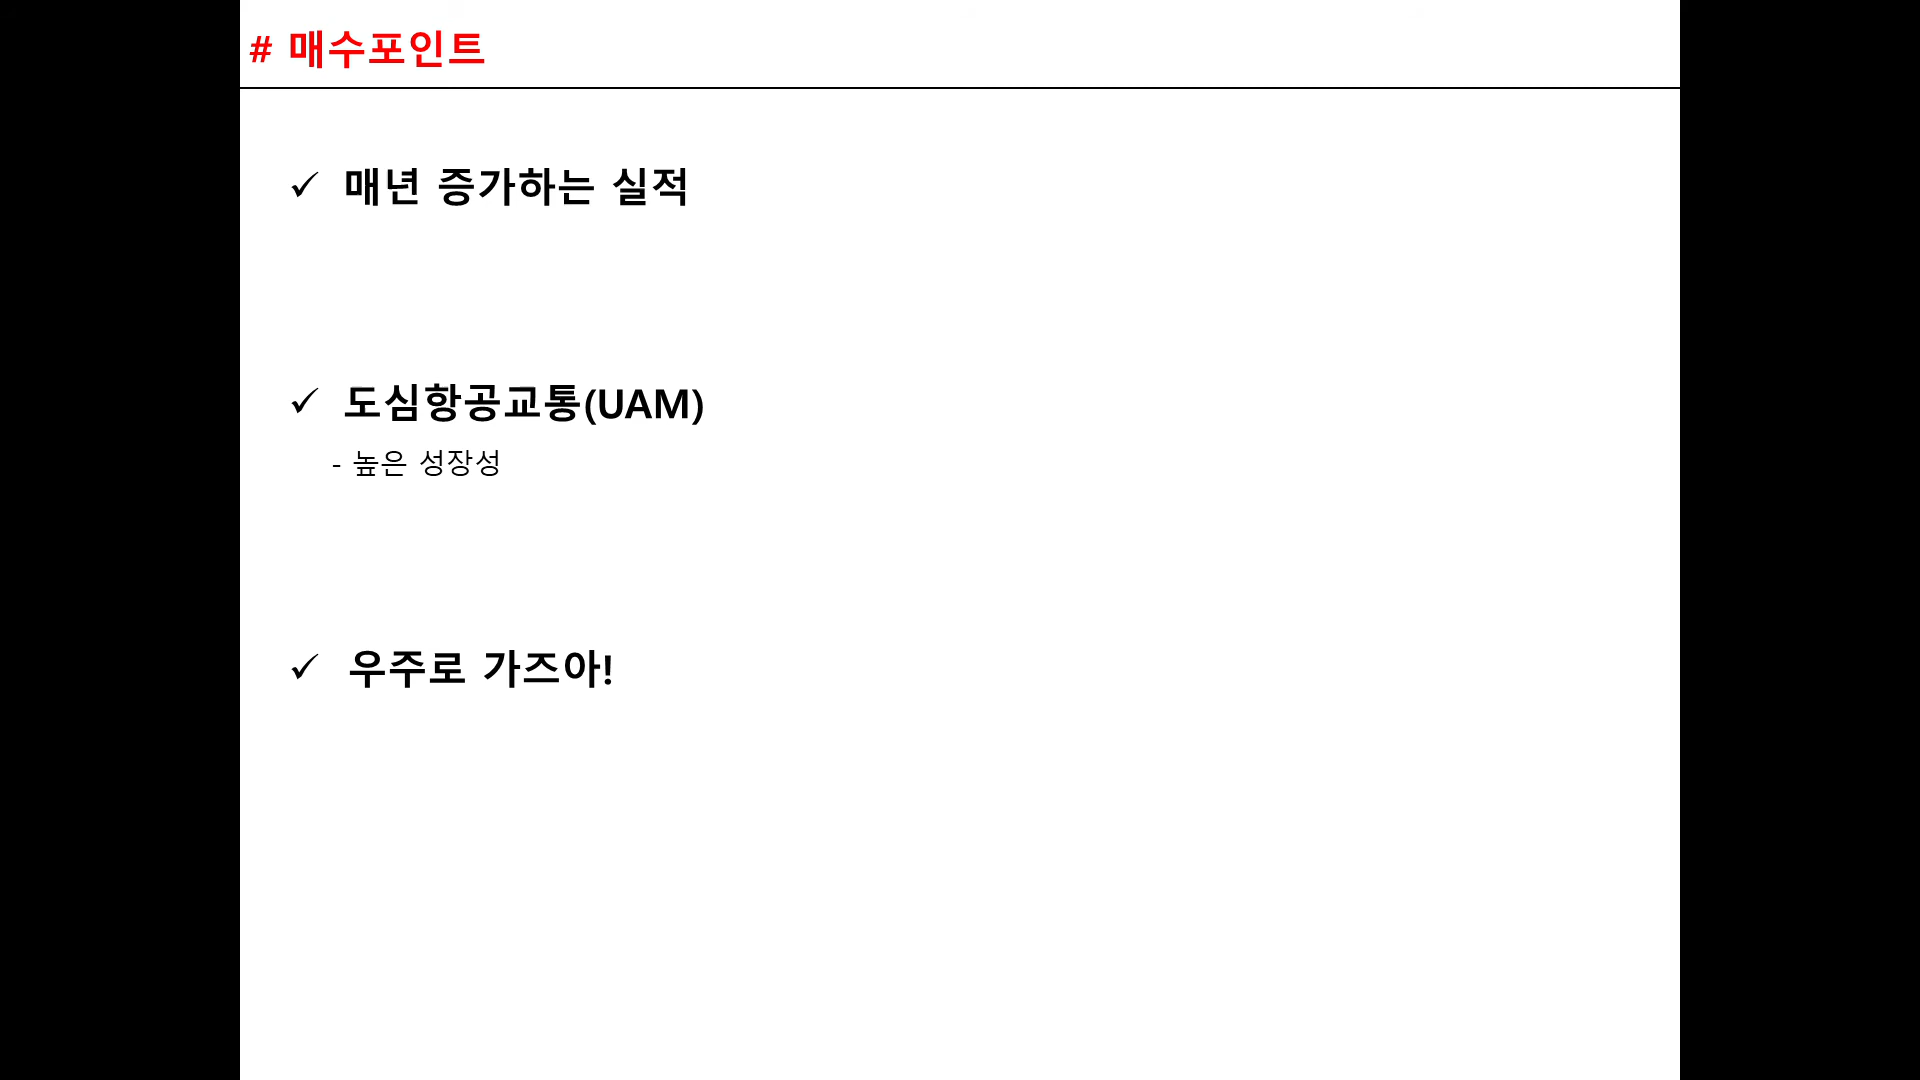 # 매수포인트
✓ 매년 증가하는 실적
✓ 도심항공교통(UAM)
- 높은 성장성
✓ 우주로 가즈아!